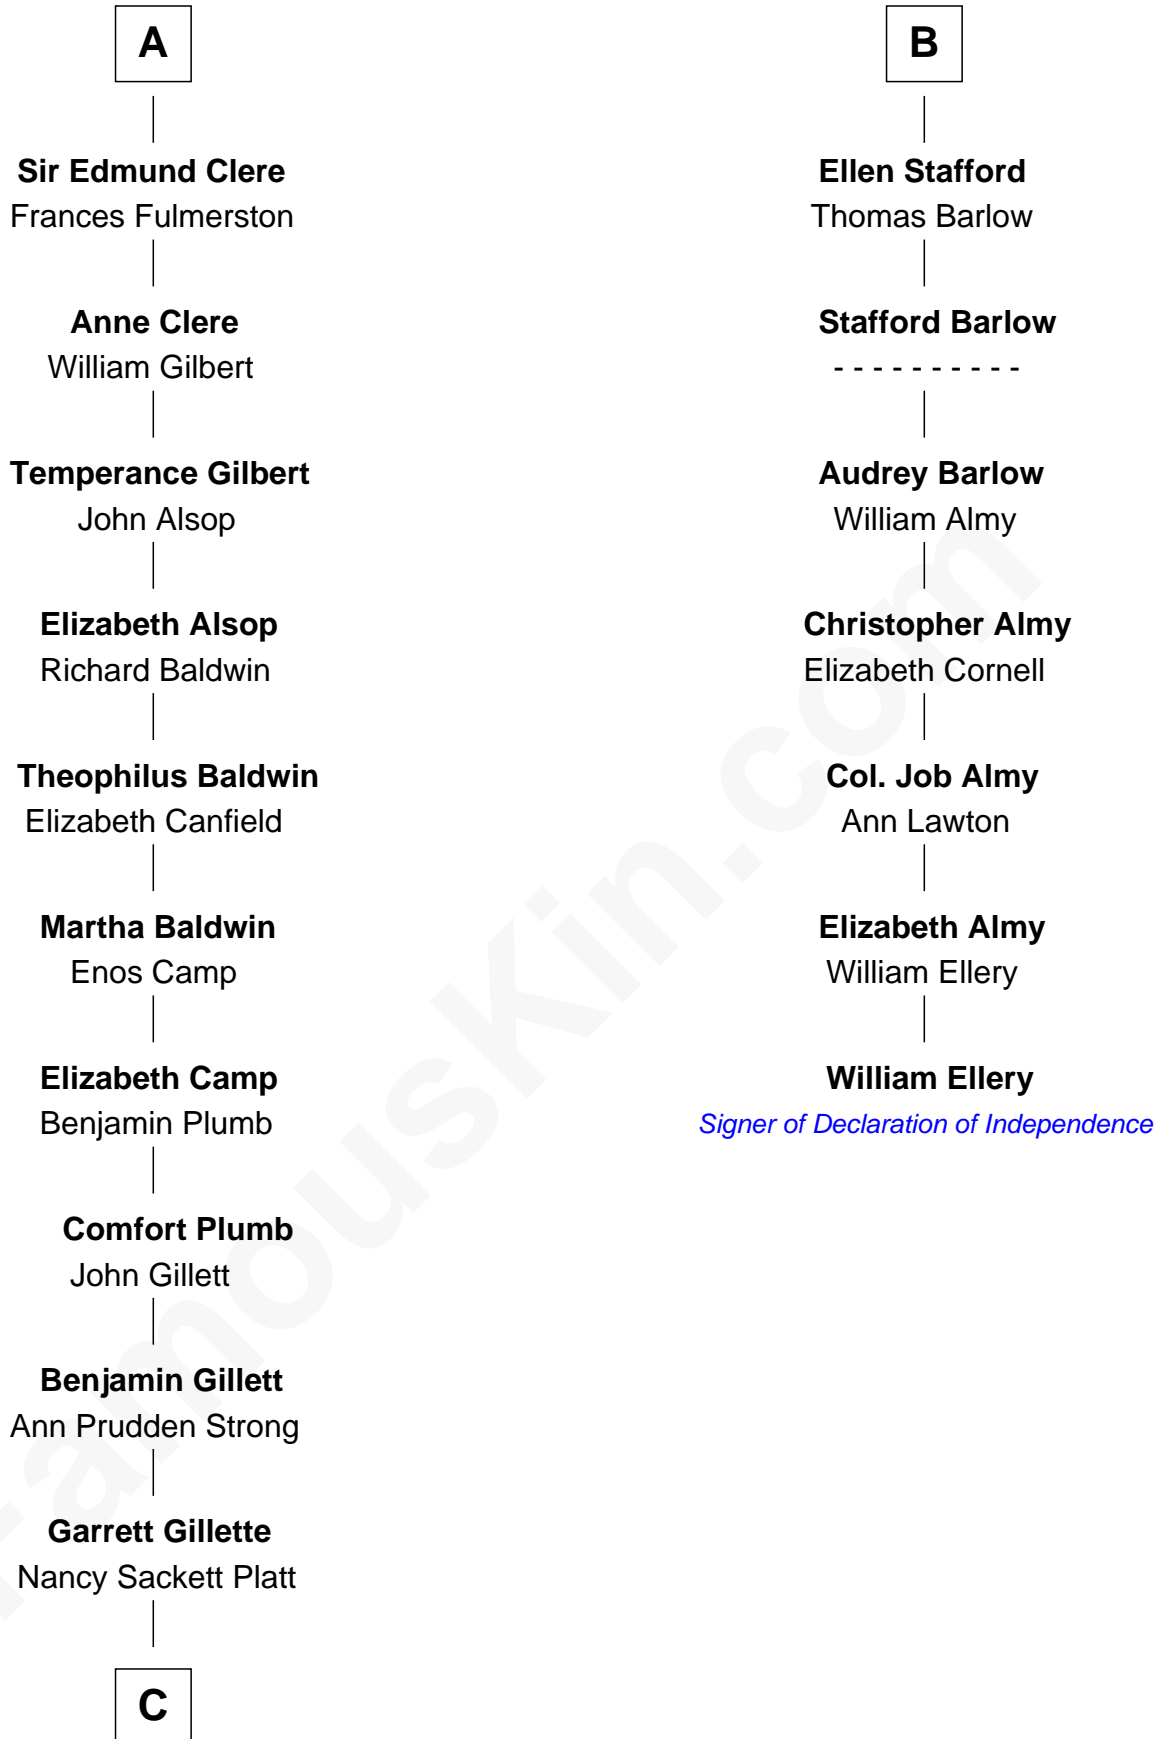 A
Sir Edmund Clere
Frances Fulmerston
Anne Clere
William Gilbert
Temperance Gilbert
John Alsop
Elizabeth Alsop
Richard Baldwin
Theophilus Baldwin
Elizabeth Canfield
Martha Baldwin
Enos Camp
Elizabeth Camp
Benjamin Plumb
Comfort Plumb
John Gillett
Benjamin Gillett
Ann Prudden Strong
Garrett Gillette
Nancy Sackett Platt
C
B
Ellen Stafford
Thomas Barlow
Stafford Barlow
- - - - - - - - - -
Audrey Barlow
William Almy
Christopher Almy
Elizabeth Cornell
Col. Job Almy
Ann Lawton
Elizabeth Almy
William Ellery
William Ellery
Signer of Declaration of Independence
FamousKin.com